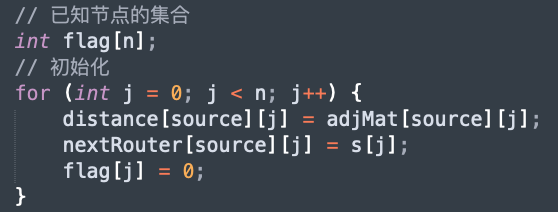 // 已知节点的集合
int flag[n];
// 初始化
for (int j = 0; j < n; j++) {
    distance[source][j] = adjMat[source][j];
    nextRouter[source][j] = s[j];
    flag[j] = 0;
}